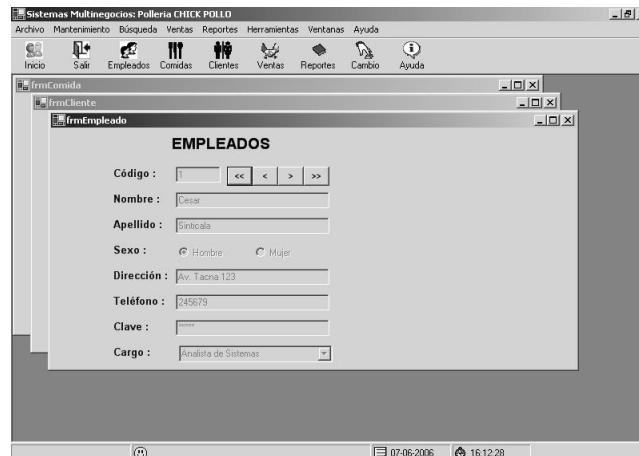 Sistemas Multinegocios: Polleria CHICK POLLO
Archivo Mantenimiento Búsqueda Ventas Reportes Herramientas Ventanas Ayuda
Inicio Salir Empleados Comidas Clientes Ventas Reportes Cambio Ayuda
frmComida
frmCliente
frmEmpleado
EMPLEADOS
Código : 1 << < > >>
Nombre : Cesar
Apellido : Sinticala
Sexo : Hombre Mujer
Dirección : Av. Tacna 123
Teléfono : 245679
Clave : *****
Cargo : Analista de Sistemas
07-06-2006 16:12:28